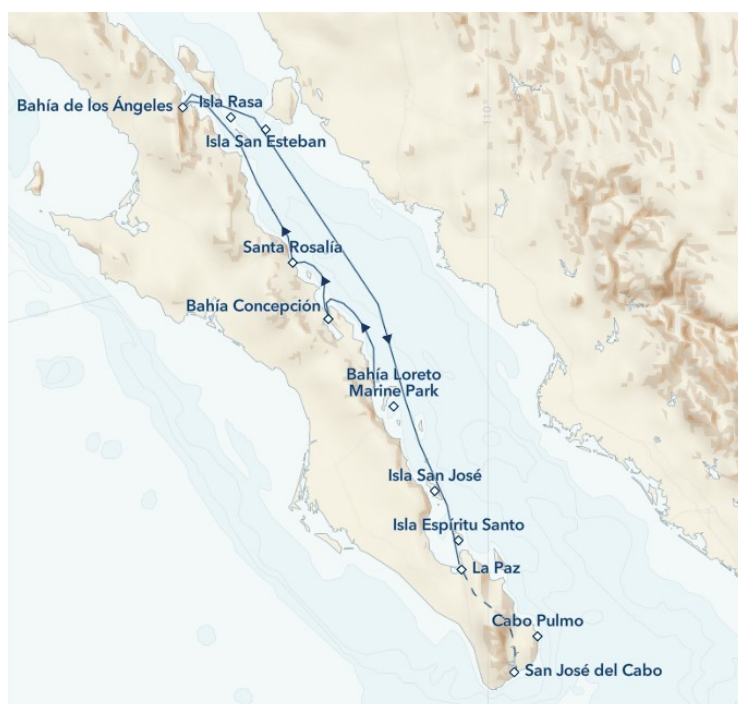 Bahía de los Ángeles
Isla Rasa
Isla San Esteban
110°
Santa Rosalía
Bahía Concepción
Bahía Loreto
Marine Park
Isla San José
Isla Espíritu Santo
La Paz
Cabo Pulmo
San José del Cabo